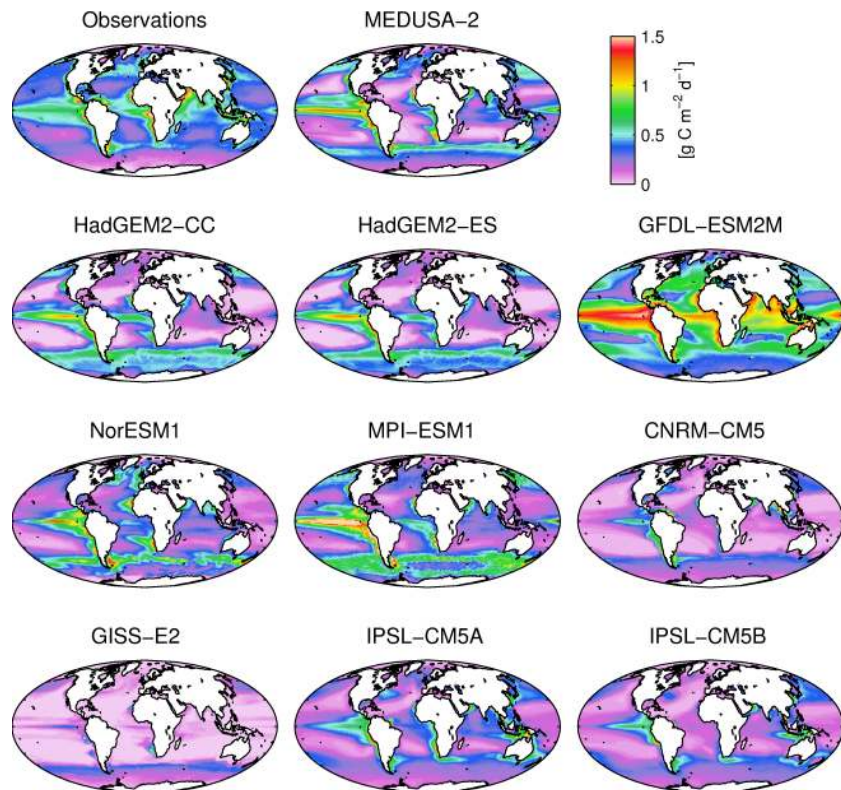 Observations
MEDUSA−2
1.5
1
0.5
0
[g C m⁻² d⁻¹]
HadGEM2−CC
HadGEM2−ES
GFDL−ESM2M
NorESM1
MPI−ESM1
CNRM−CM5
GISS−E2
IPSL−CM5A
IPSL−CM5B